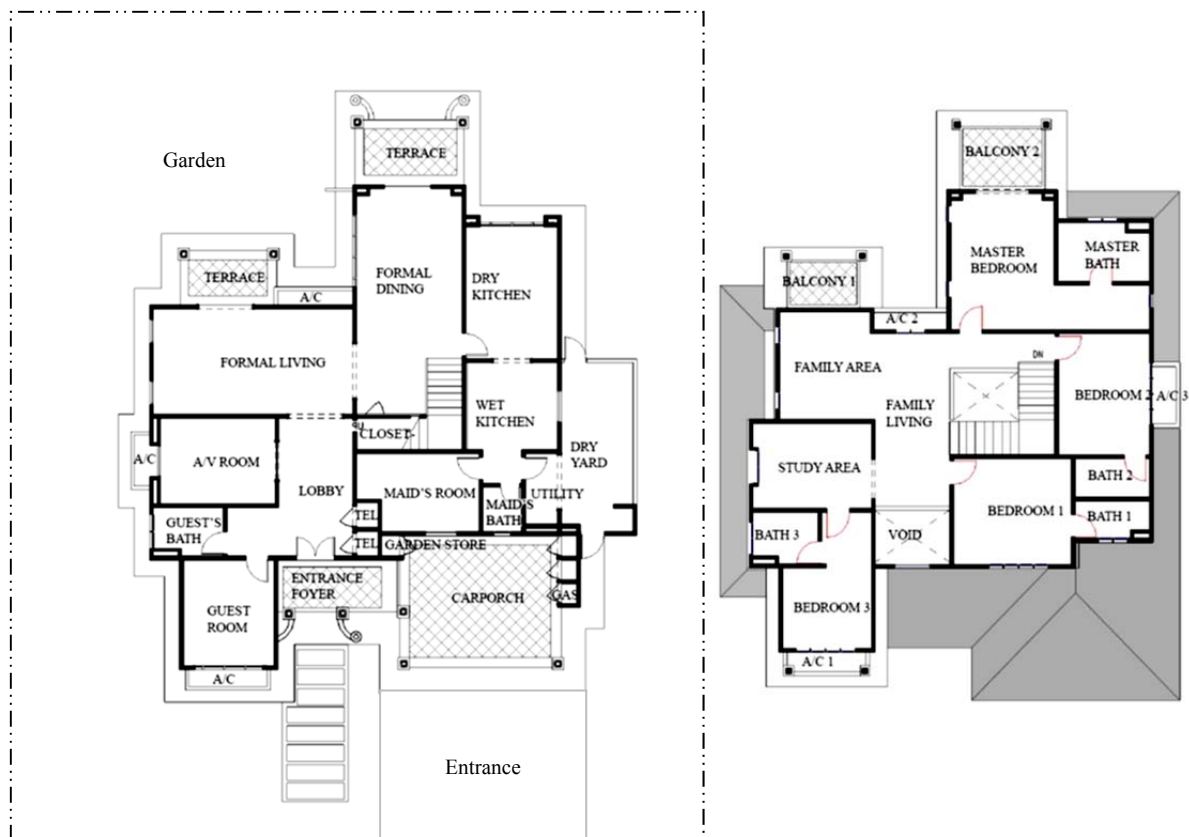 Garden
TERRACE
TERRACE
A/C
FORMAL
DINING
DRY
KITCHEN
FORMAL LIVING
WET
KITCHEN
CLOSET
A/C
A/V ROOM
LOBBY
MAID'S ROOM
DRY
YARD
UTILITY
MAID'S
BATH
TEL
TEL
GUEST'S
BATH
GARDEN STORE
ENTRANCE
FOYER
CARPORCH
GAS
GUEST
ROOM
A/C
Entrance
BALCONY 2
MASTER
BEDROOM
MASTER
BATH
BALCONY 1
A/C 2
DN
FAMILY AREA
FAMILY
LIVING
BEDROOM 2
A/C 3
STUDY AREA
BATH 2
BEDROOM 1
BATH 1
BATH 3
VOID
BEDROOM 3
A/C 1